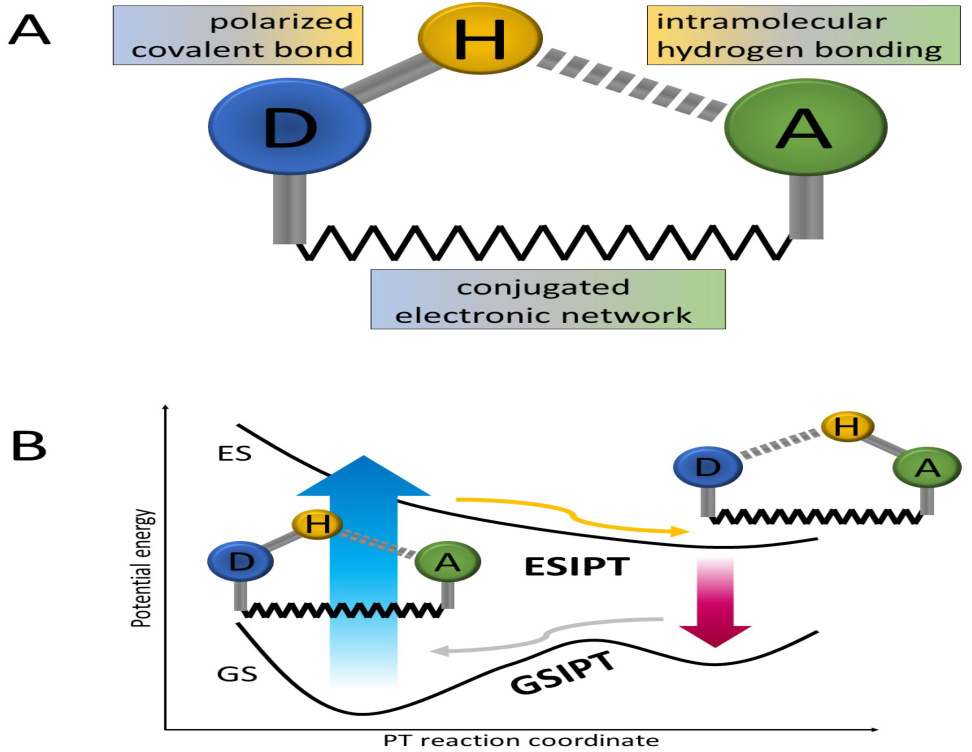 A
polarized
covalent bond
H
intramolecular
hydrogen bonding
D
A
conjugated
electronic network
B
ES
H
D
A
H
D
A
ESIPT
GS
GSIPT
Potential energy
PT reaction coordinate